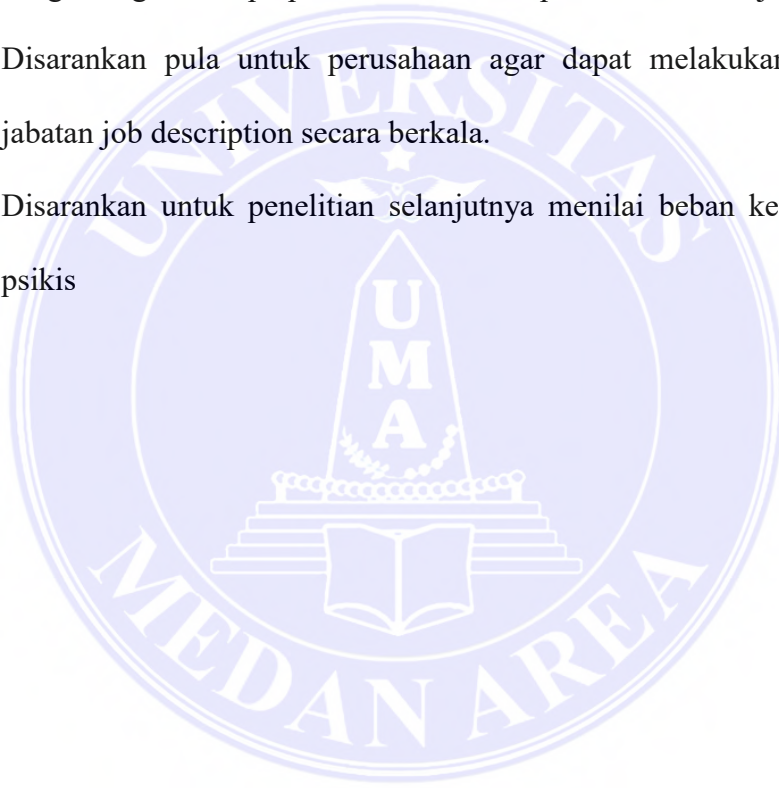 Disarankan pula untuk perusahaan agar dapat melakukan
jabatan job description secara berkala.
Disarankan untuk penelitian selanjutnya menilai beban ke
psikis
UNIVERSITAS
UMA
MEDAN AREA